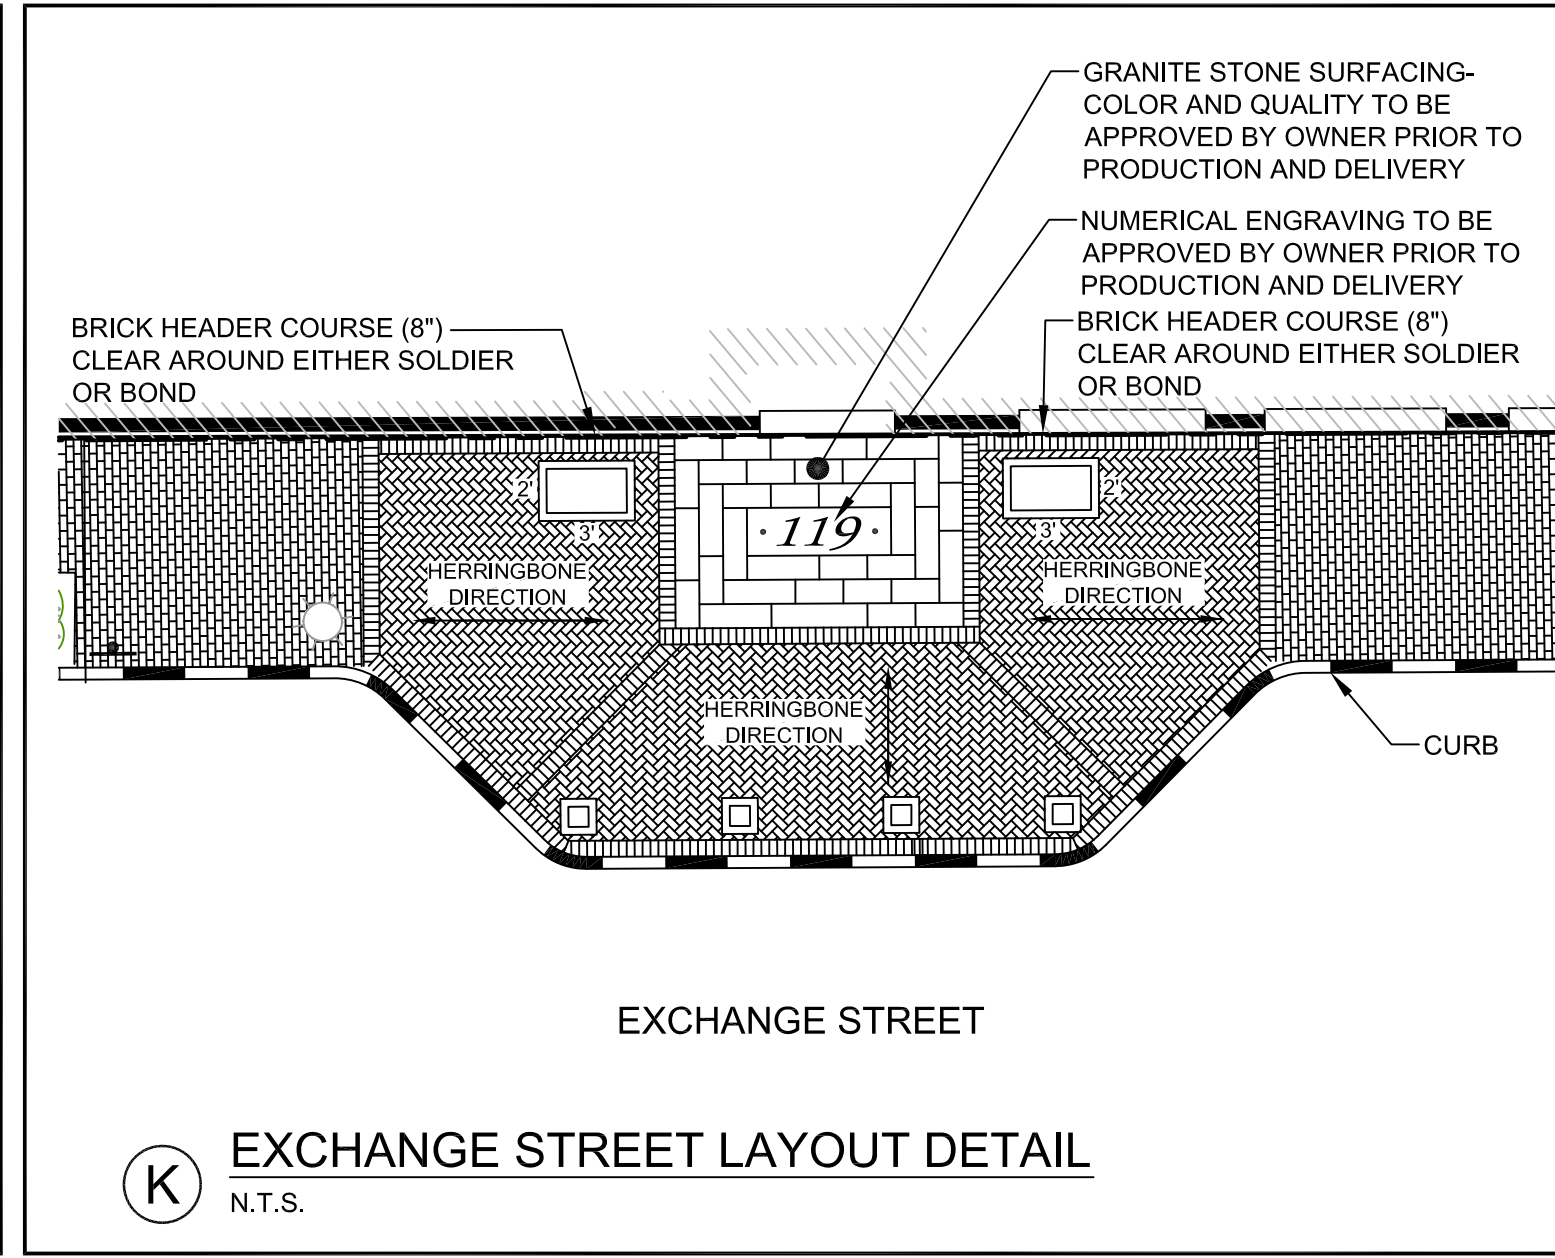 GRANITE STONE SURFACING-
COLOR AND QUALITY TO BE
APPROVED BY OWNER PRIOR TO
PRODUCTION AND DELIVERY
NUMERICAL ENGRAVING TO BE
APPROVED BY OWNER PRIOR TO
PRODUCTION AND DELIVERY
BRICK HEADER COURSE (8")
CLEAR AROUND EITHER SOLDIER
OR BOND
BRICK HEADER COURSE (8")
CLEAR AROUND EITHER SOLDIER
OR BOND
2'
3'
· 119 ·
2'
3'
HERRINGBONE
DIRECTION
HERRINGBONE
DIRECTION
HERRINGBONE
DIRECTION
CURB
EXCHANGE STREET
K
EXCHANGE STREET LAYOUT DETAIL
N.T.S.